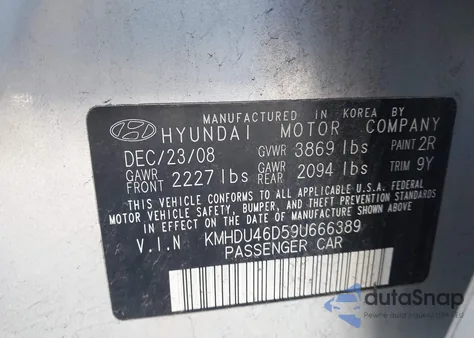 MANUFACTURED IN KOREA BY
HYUNDAI MOTOR COMPANY
DEC/23/08 GVWR 3869 lbs PAINT 2R
GAWR FRONT 2227 lbs GAWR REAR 2094 lbs TRIM 9Y
THIS VEHICLE CONFORMS TO ALL APPLICABLE U.S.A. FEDERAL
MOTOR VEHICLE SAFETY, BUMPER, AND THEFT PREVENTION STANDARDS
IN EFFECT ON THE DATE OF MANUFACTURE SHOWN ABOVE.
V.I.N KMHDU46D59U666389
PASSENGER CAR
dutaSnap